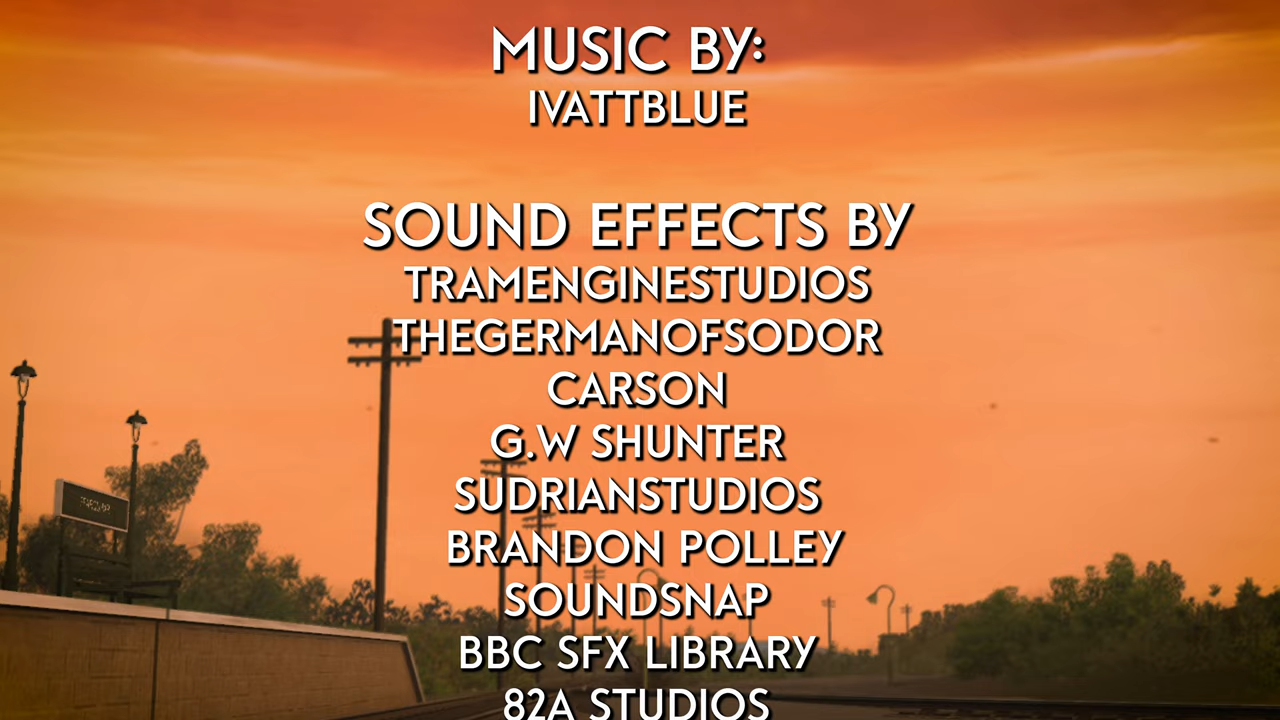 MUSIC BY:
IVATTBLUE
SOUND EFFECTS BY
TRAMENGINESTUDIOS
THEGERMANOFSODOR
CARSON
G.W SHUNTER
SUDRIANSTUDIOS
BRANDON POLLEY
SOUNDSNAP
BBC SFX LIBRARY
82A STUDIOS